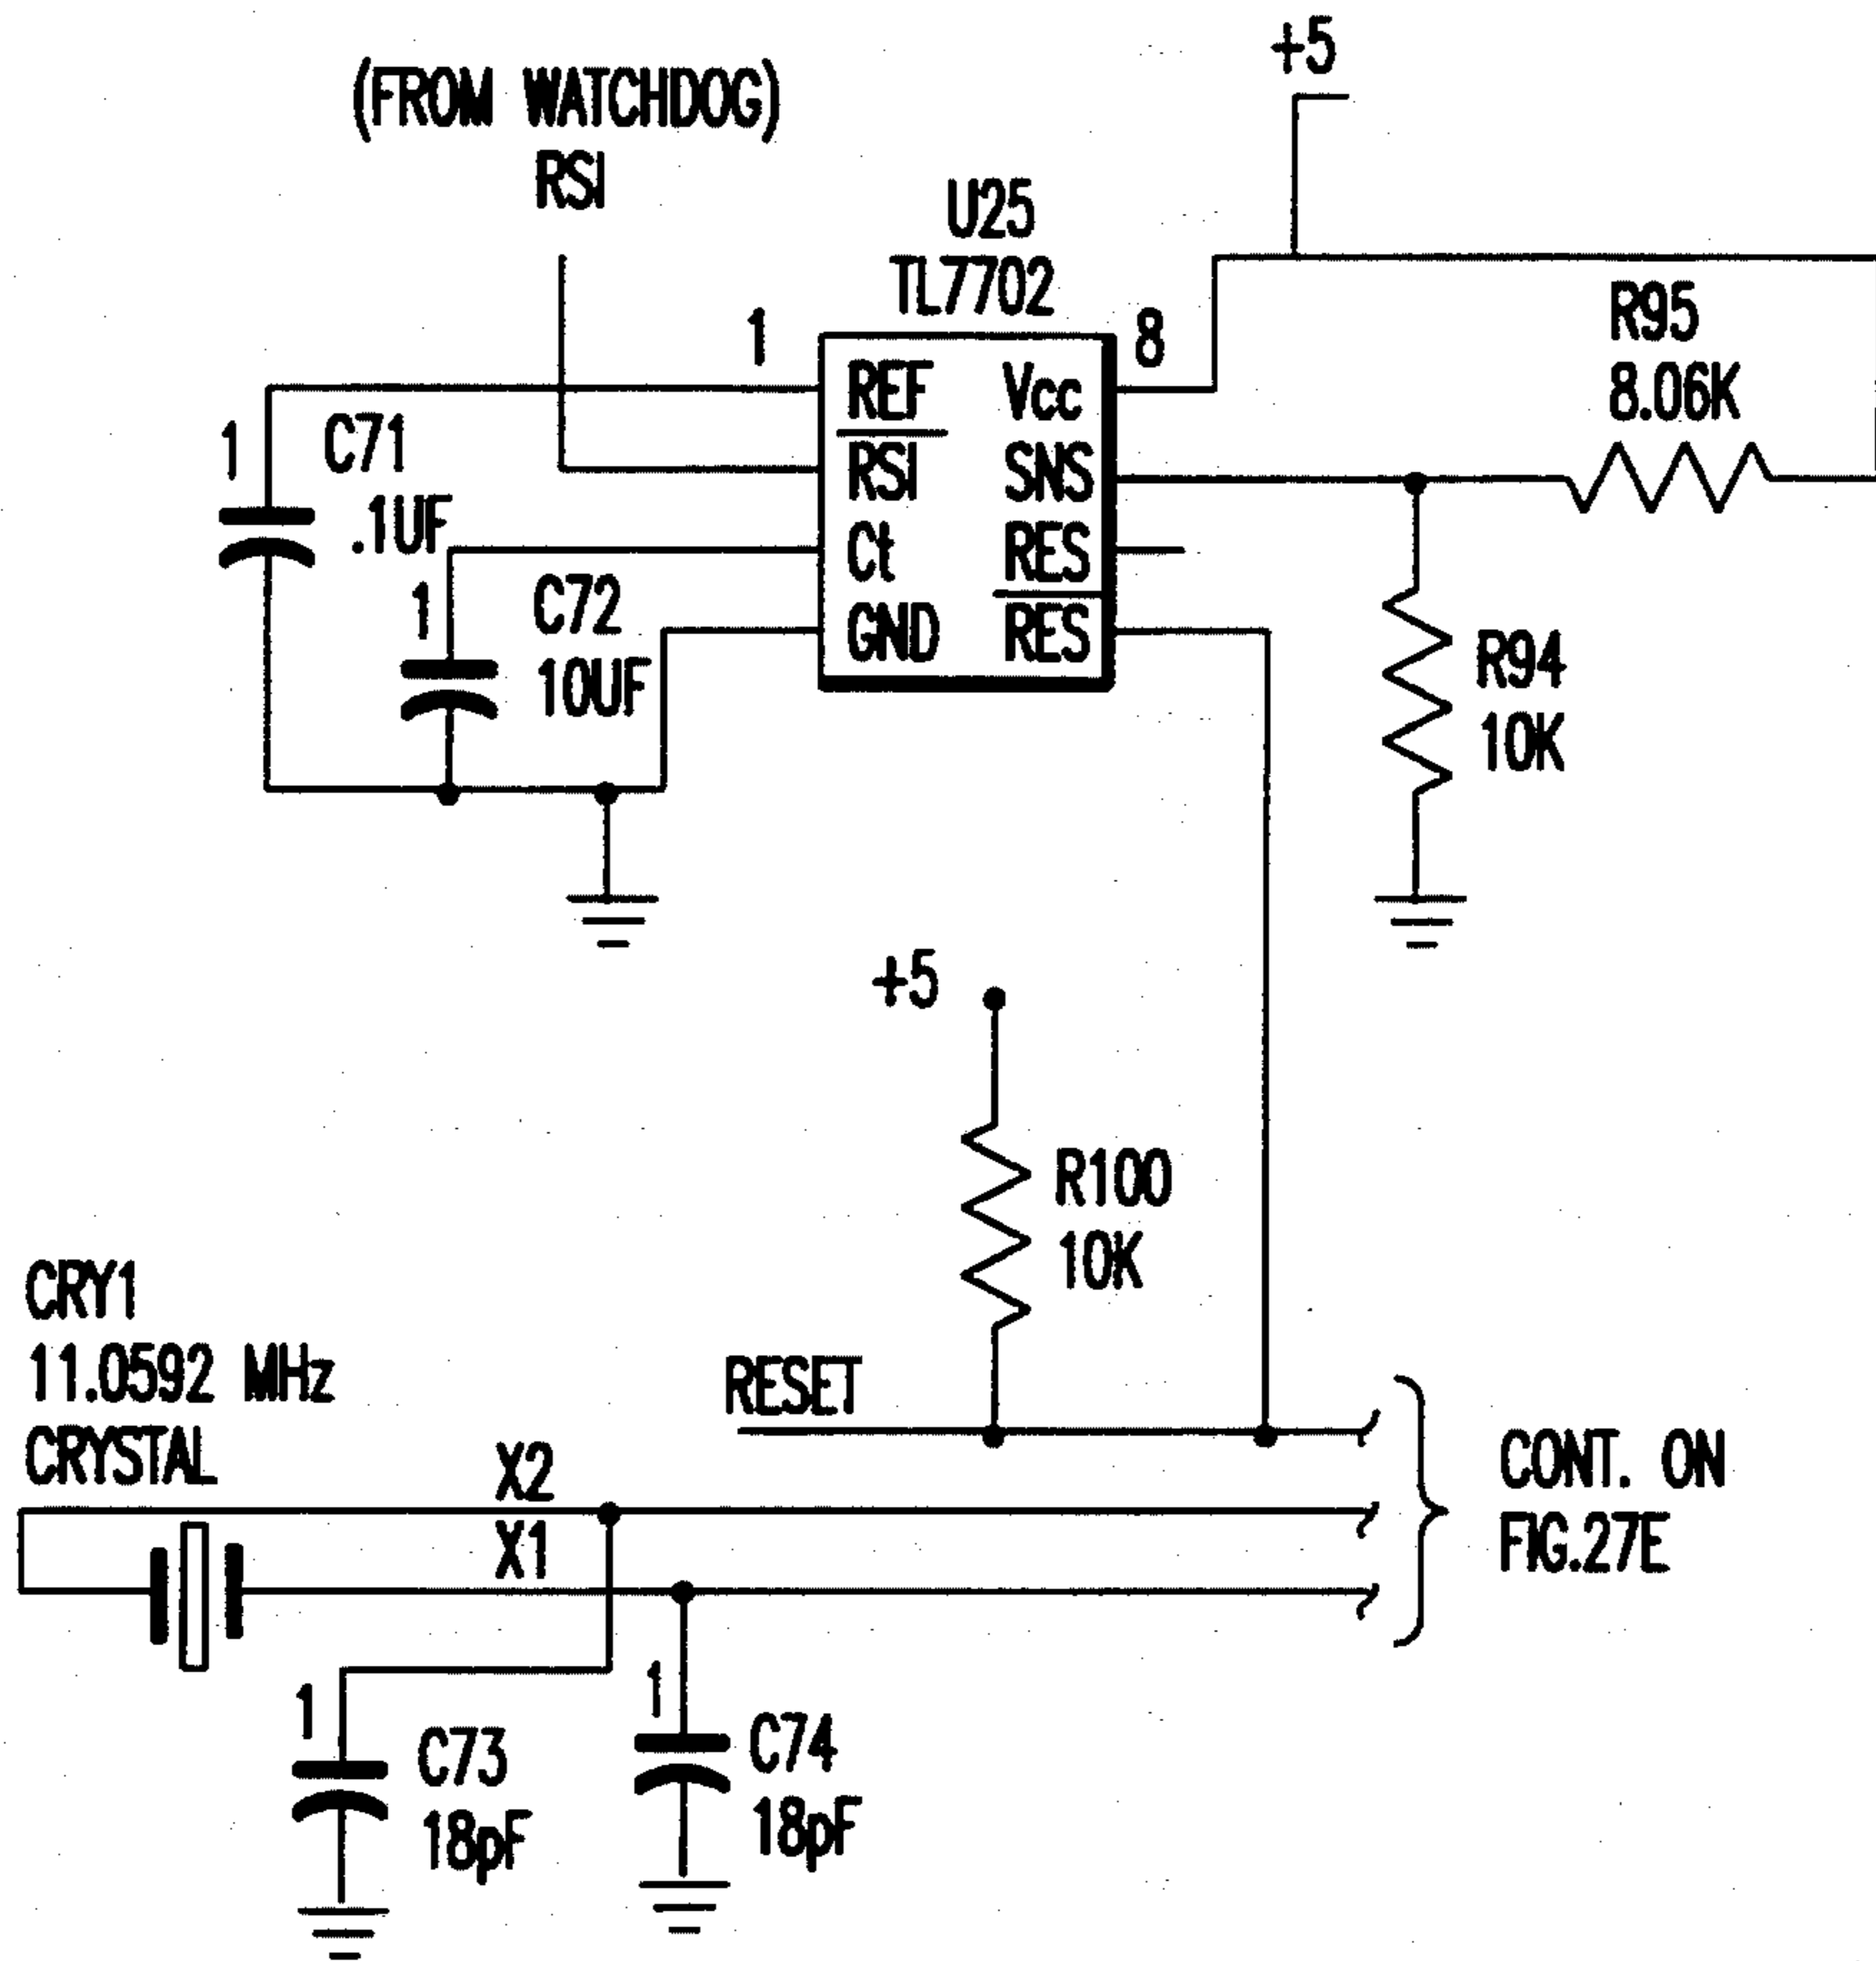 +5
(FROM WATCHDOG)
RSI
U25
TL7702
1
8
R95
8.06K
REF
Vcc
1
C71
.1UF
RSI
SNS
Ct
RES
1
C72
10UF
GND
RES
R94
10K
+5
R100
10K
CRY1
11.0592 MHz
CRYSTAL
RESET
X2
X1
CONT. ON
FIG.27E
1
C73
18pF
1
C74
18pF